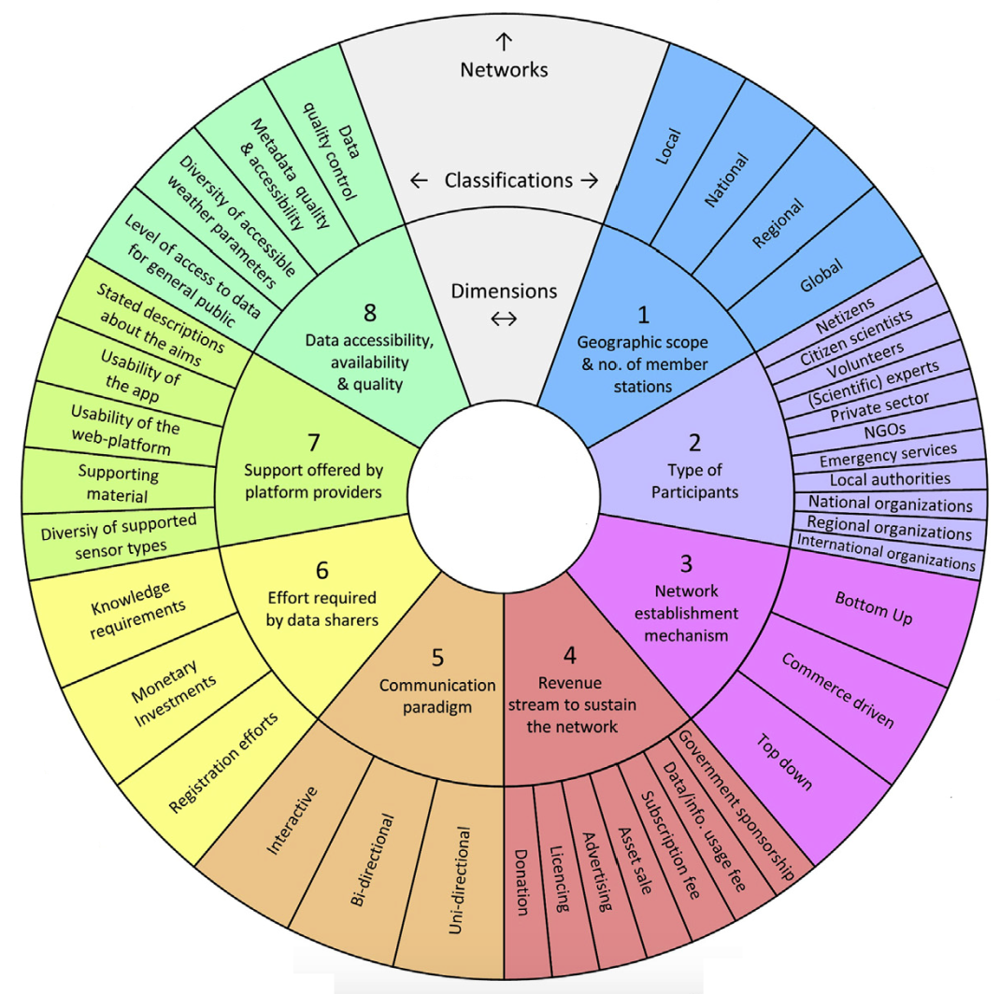 ↑
Networks
← Classifications →
Dimensions
↔
1
Geographic scope
& no. of member
stations
Local
National
Regional
Global
2
Type of
Participants
Netizens
Citizen scientists
Volunteers
(Scientific) experts
Private sector
NGOs
Emergency services
Local authorities
National organizations
Regional organizations
International organizations
3
Network
establishment
mechanism
Bottom Up
Commerce driven
Top down
4
Revenue
stream to sustain
the network
Government sponsorship
Data/info. usage fee
Subscription fee
Asset sale
Advertising
Licencing
Donation
5
Communication
paradigm
Uni-directional
Bi-directional
Interactive
6
Effort required
by data sharers
Registration efforts
Monetary
Investments
Knowledge
requirements
7
Support offered by
platform providers
Diversiy of supported
sensor types
Supporting
material
Usability of the
web-platform
Usability of
the app
Stated descriptions
about the aims
8
Data accessibility,
availability
& quality
Level of access to data
for general public
Diversity of accessible
weather parameters
Metadata quality
& accessibility
Data
quality control